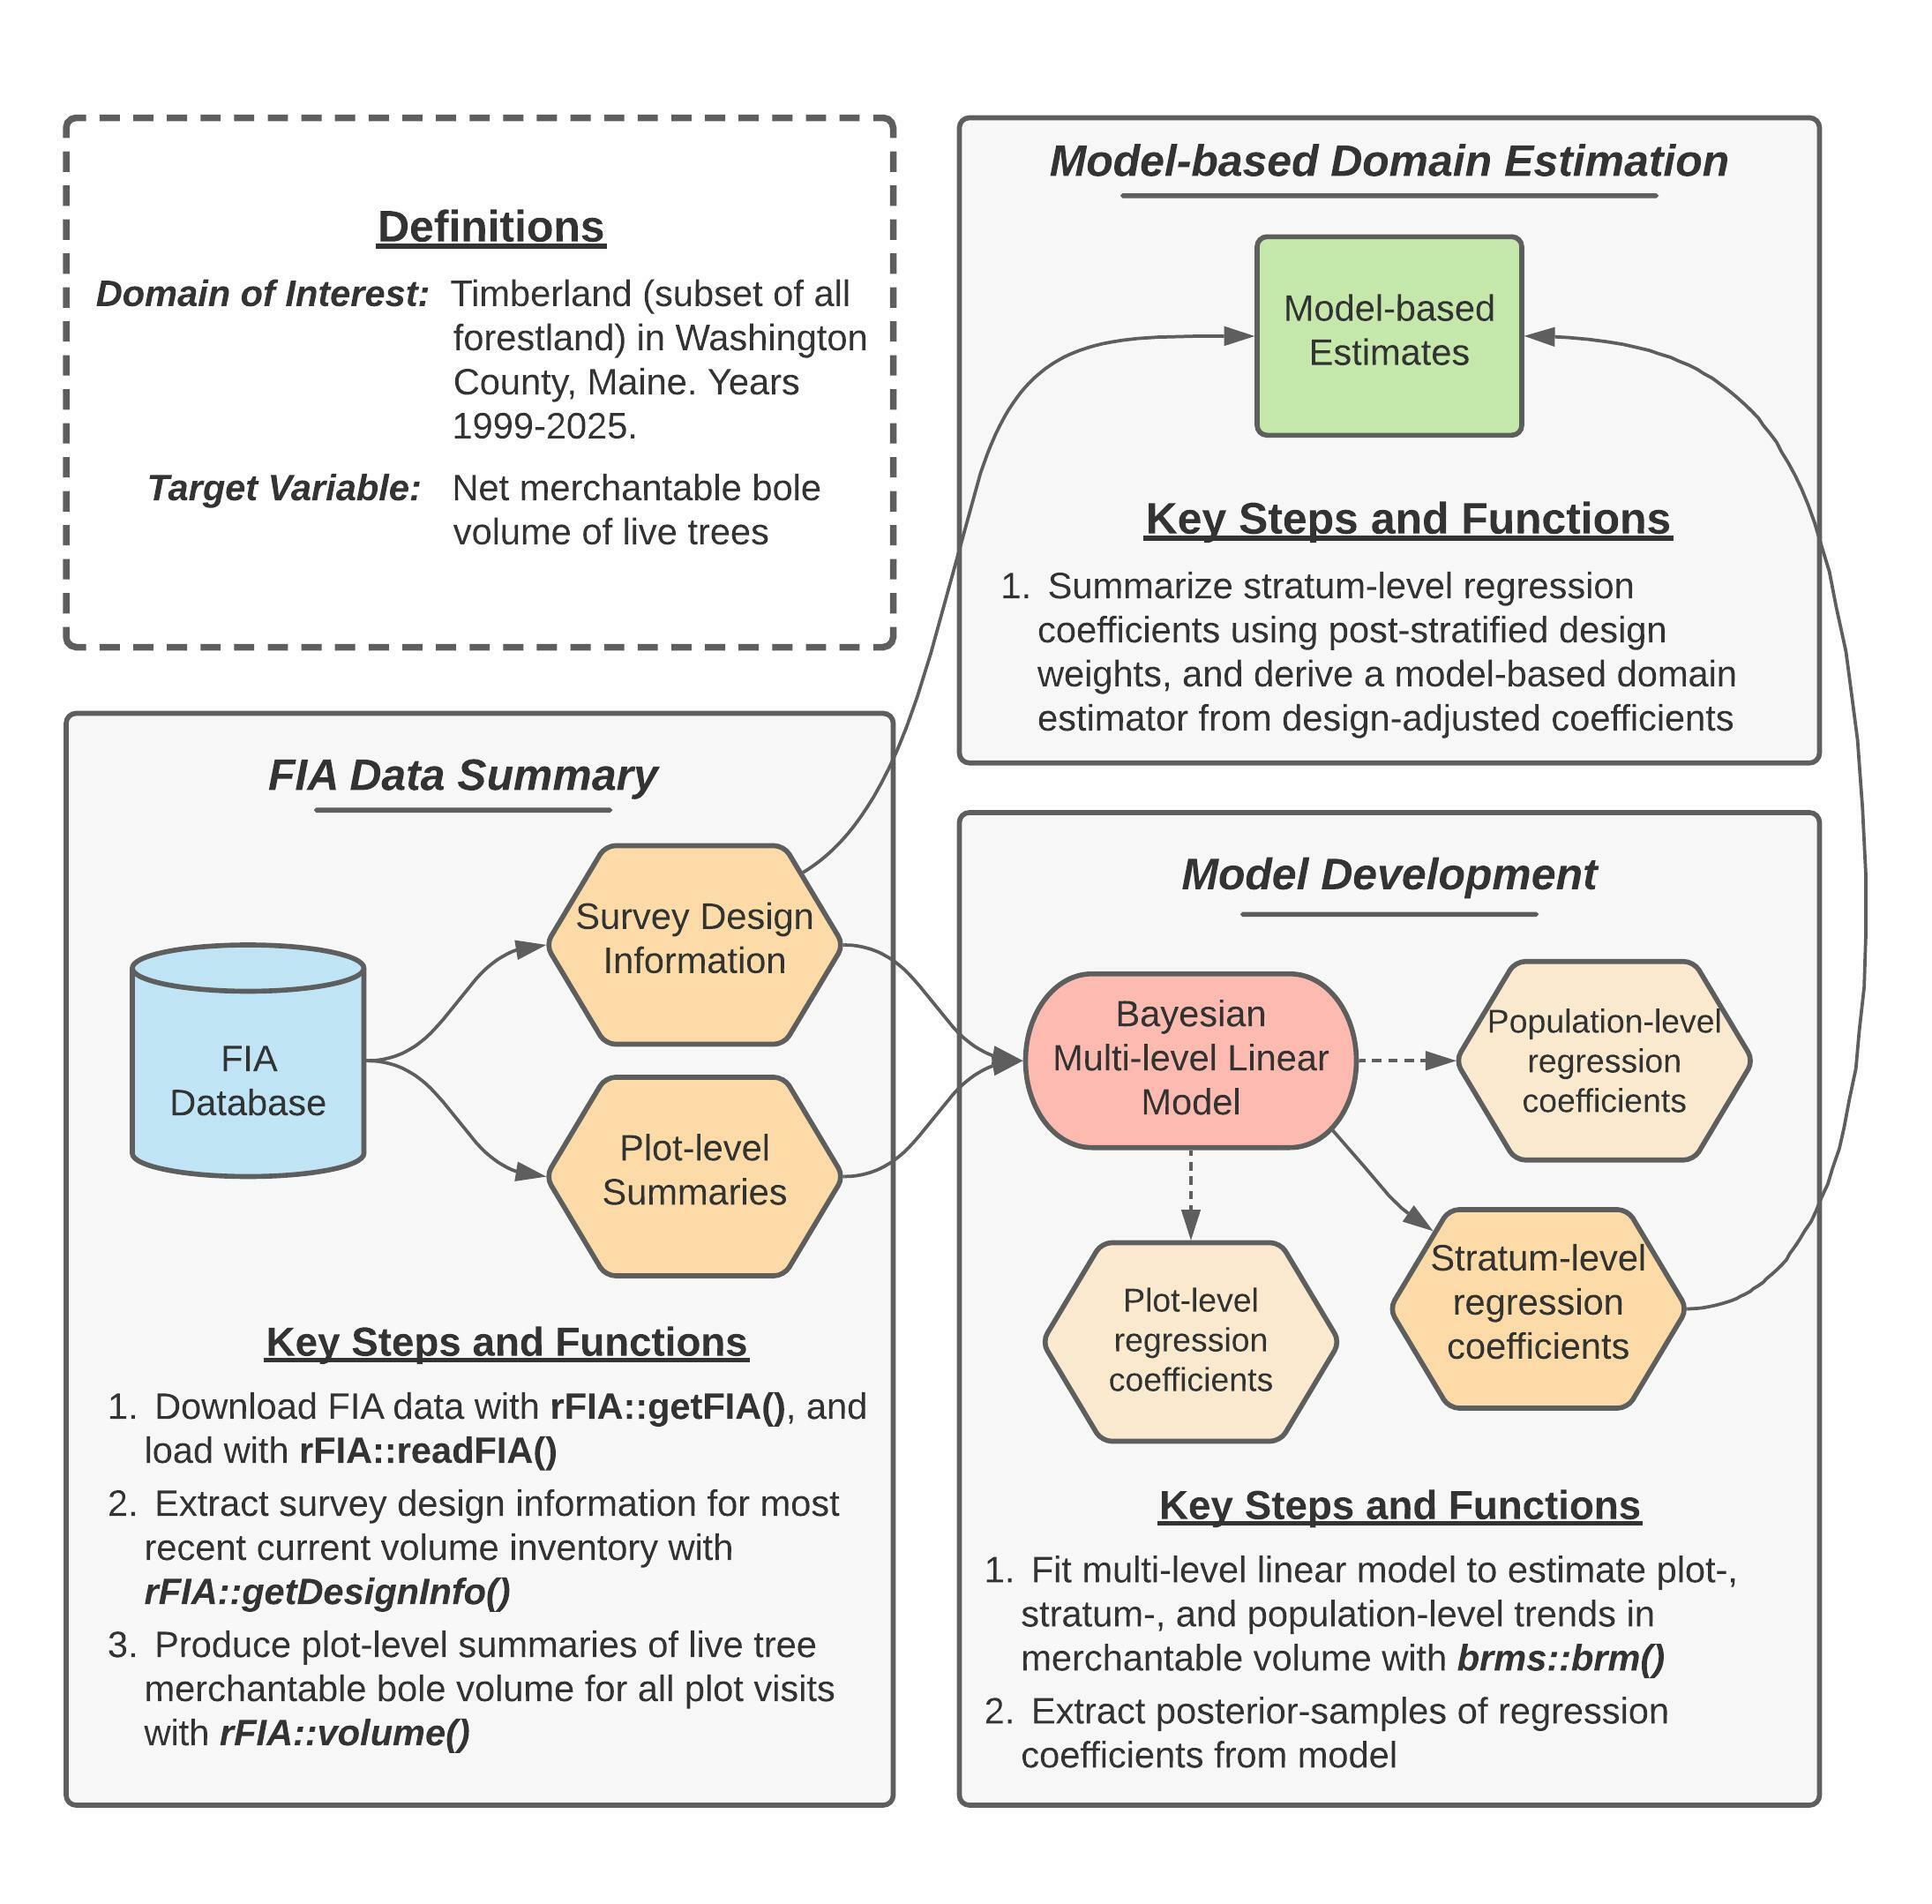 Definitions
Domain of Interest: Timberland (subset of all
forestland) in Washington
County, Maine. Years
1999-2025.
Target Variable: Net merchantable bole
volume of live trees
FIA Data Summary
Survey Design
Information
FIA
Database
Plot-level
Summaries
Key Steps and Functions
1. Download FIA data with rFIA::getFIA(), and
load with rFIA::readFIA()
2. Extract survey design information for most
recent current volume inventory with
rFIA::getDesignInfo()
3. Produce plot-level summaries of live tree
merchantable bole volume for all plot visits
with rFIA::volume()
Model-based Domain Estimation
Model-based
Estimates
Key Steps and Functions
1. Summarize stratum-level regression
coefficients using post-stratified design
weights, and derive a model-based domain
estimator from design-adjusted coefficients
Model Development
Bayesian
Multi-level Linear
Model
Population-level
regression
coefficients
Plot-level
regression
coefficients
Stratum-level
regression
coefficients
Key Steps and Functions
1. Fit multi-level linear model to estimate plot-,
stratum-, and population-level trends in
merchantable volume with brms::brm()
2. Extract posterior-samples of regression
coefficients from model